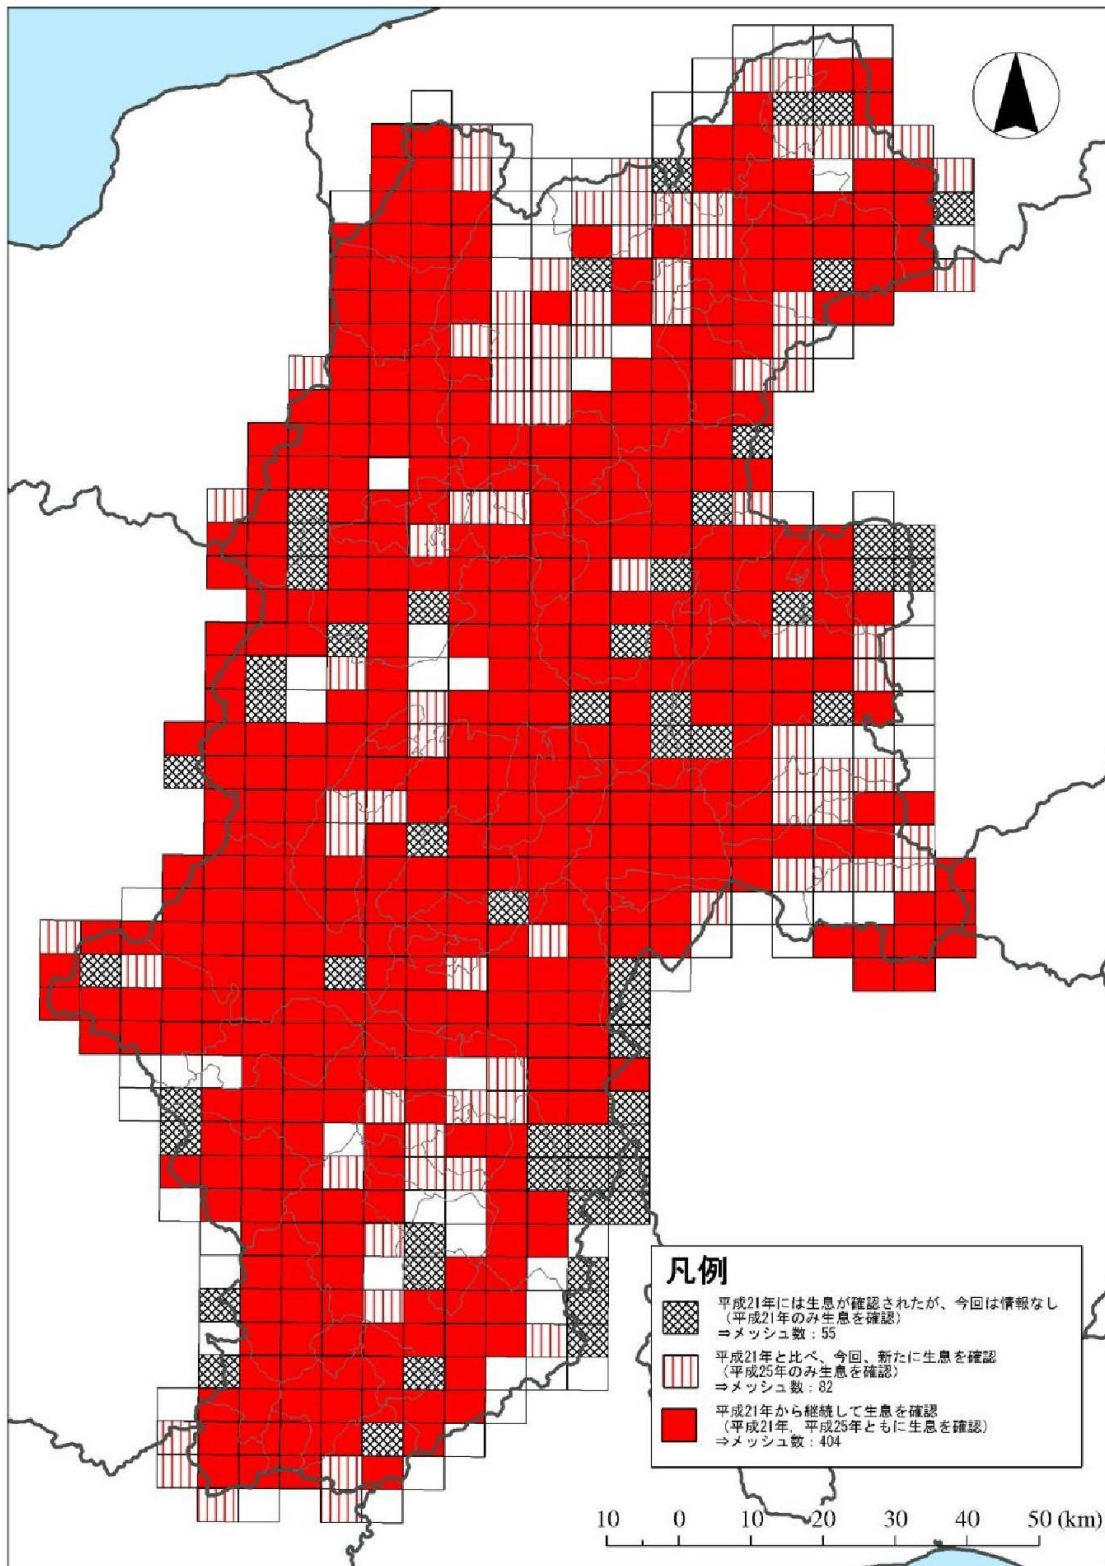 凡例
平成21年には生息が確認されたが、今回は情報なし
（平成21年のみ生息を確認）
⇒メッシュ数：55
平成21年と比べ、今回、新たに生息を確認
（平成25年のみ生息を確認）
⇒メッシュ数：82
平成21年から継続して生息を確認
（平成21年、平成25年ともに生息を確認）
⇒メッシュ数：404
10 0 10 20 30 40 50 (km)